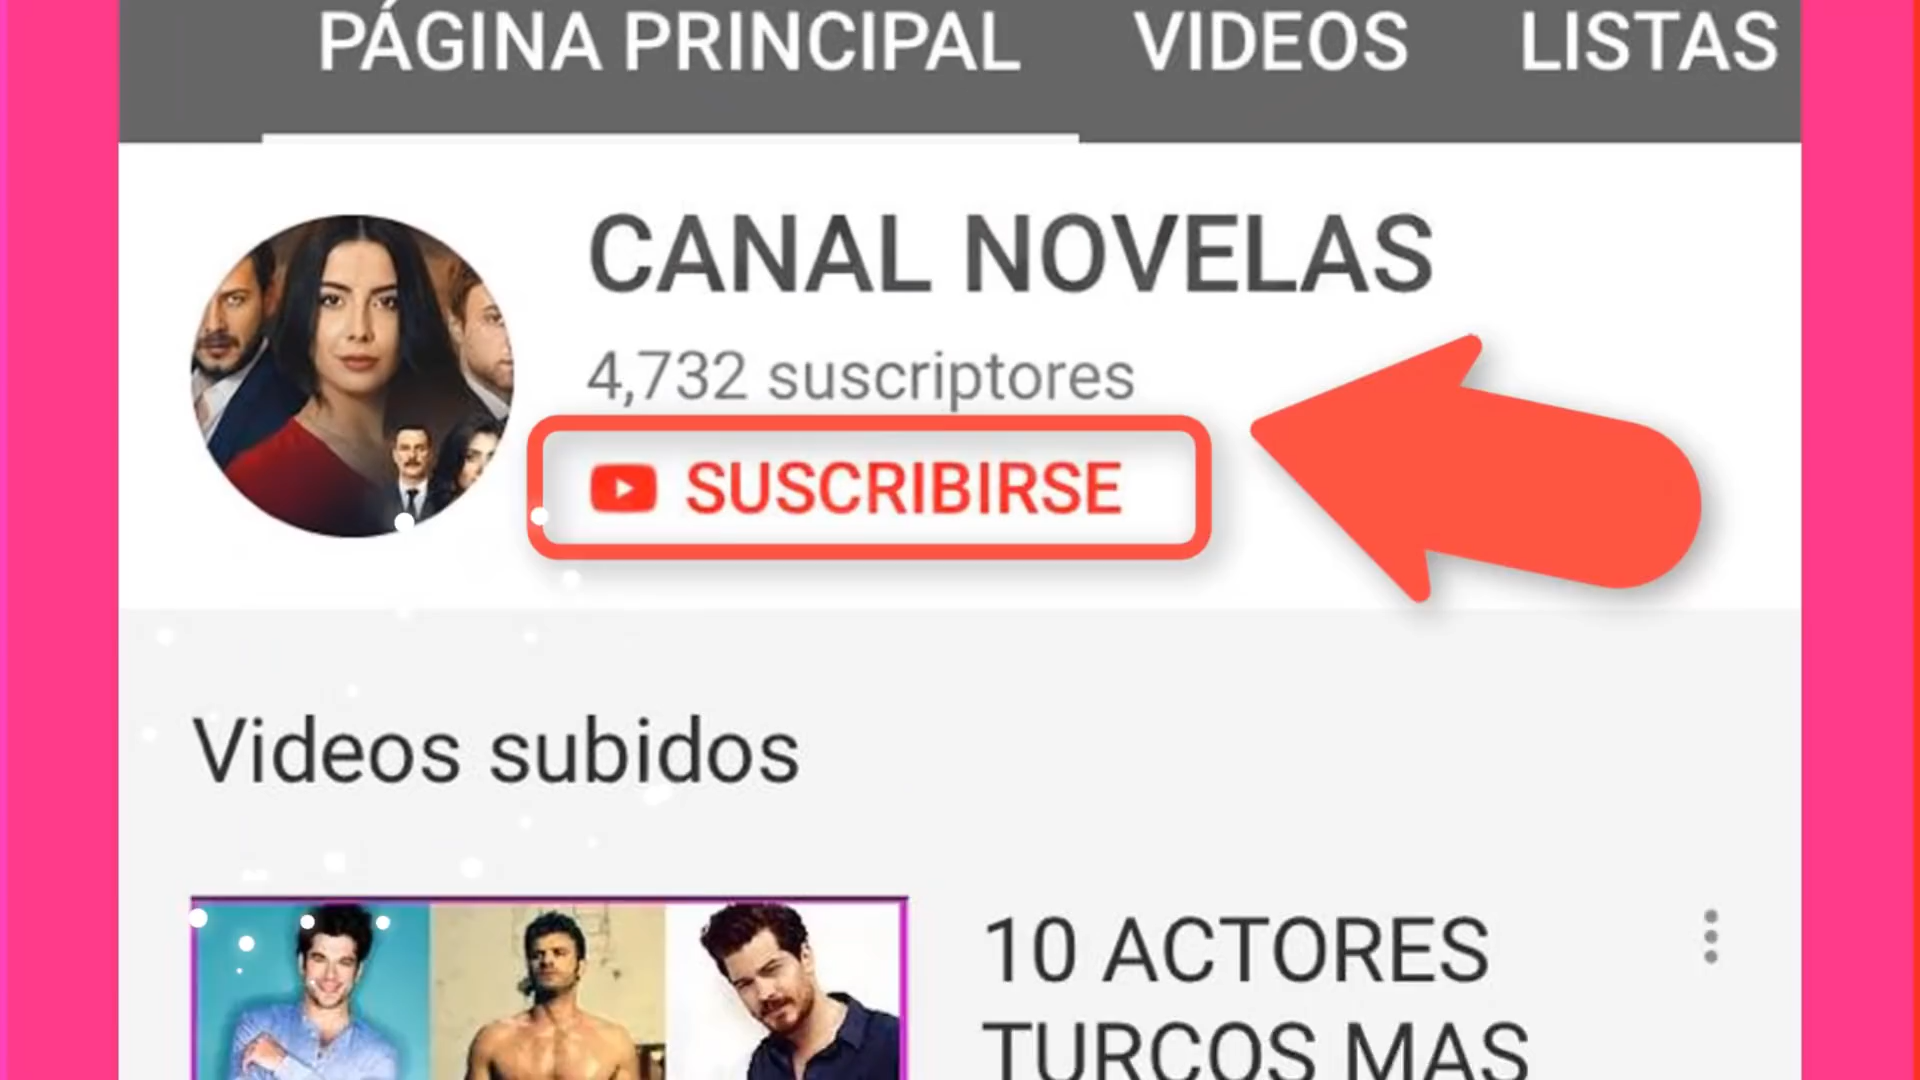 PÁGINA PRINCIPAL VIDEOS LISTAS
CANAL NOVELAS
4,732 suscriptores
SUSCRIBIRSE
Videos subidos
10 ACTORES
TURCOS MAS